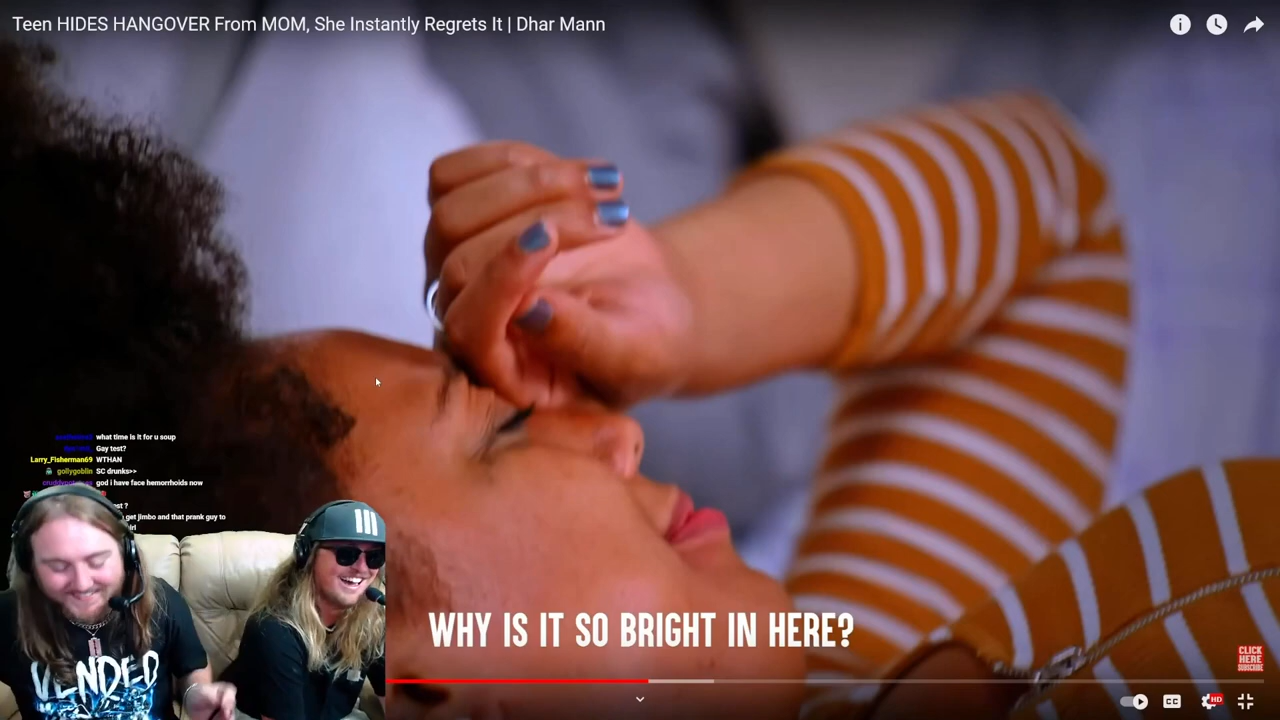 Teen HIDES HANGOVER From MOM, She Instantly Regrets It | Dhar Mann
what time is it for u soup
Gay test?
Larry_Fisherman69 WTHAN
gollygoblin SC drunks>>
god i have face hemorrhoids now
get jimbo and that prank guy to
VENDED
WHY IS IT SO BRIGHT IN HERE?
CLICK
HERE
SUBSCRIBE
CC
HD